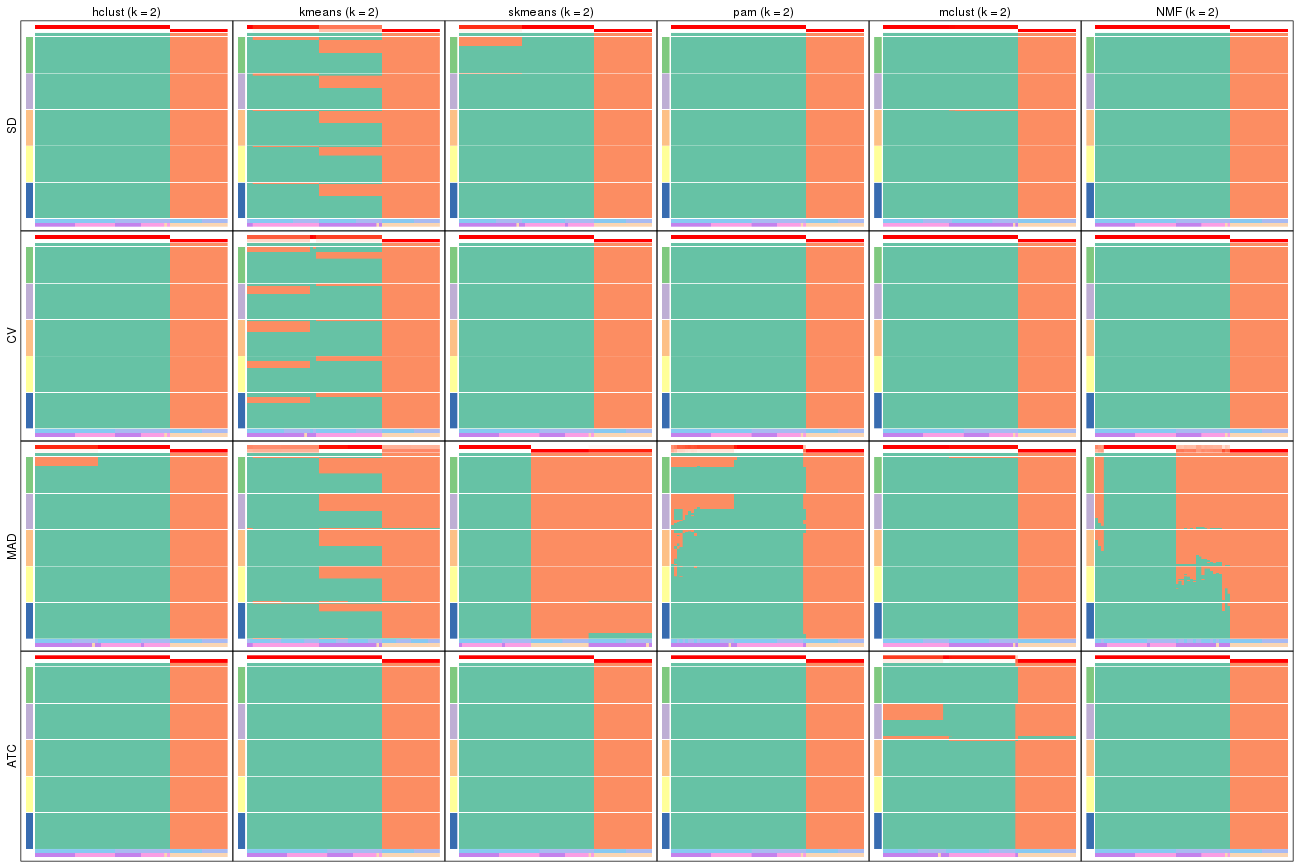 hclust (k = 2) kmeans (k = 2) skmeans (k = 2) pam (k = 2) mclust (k = 2) NMF (k = 2)
SD
CV
MAD
ATC